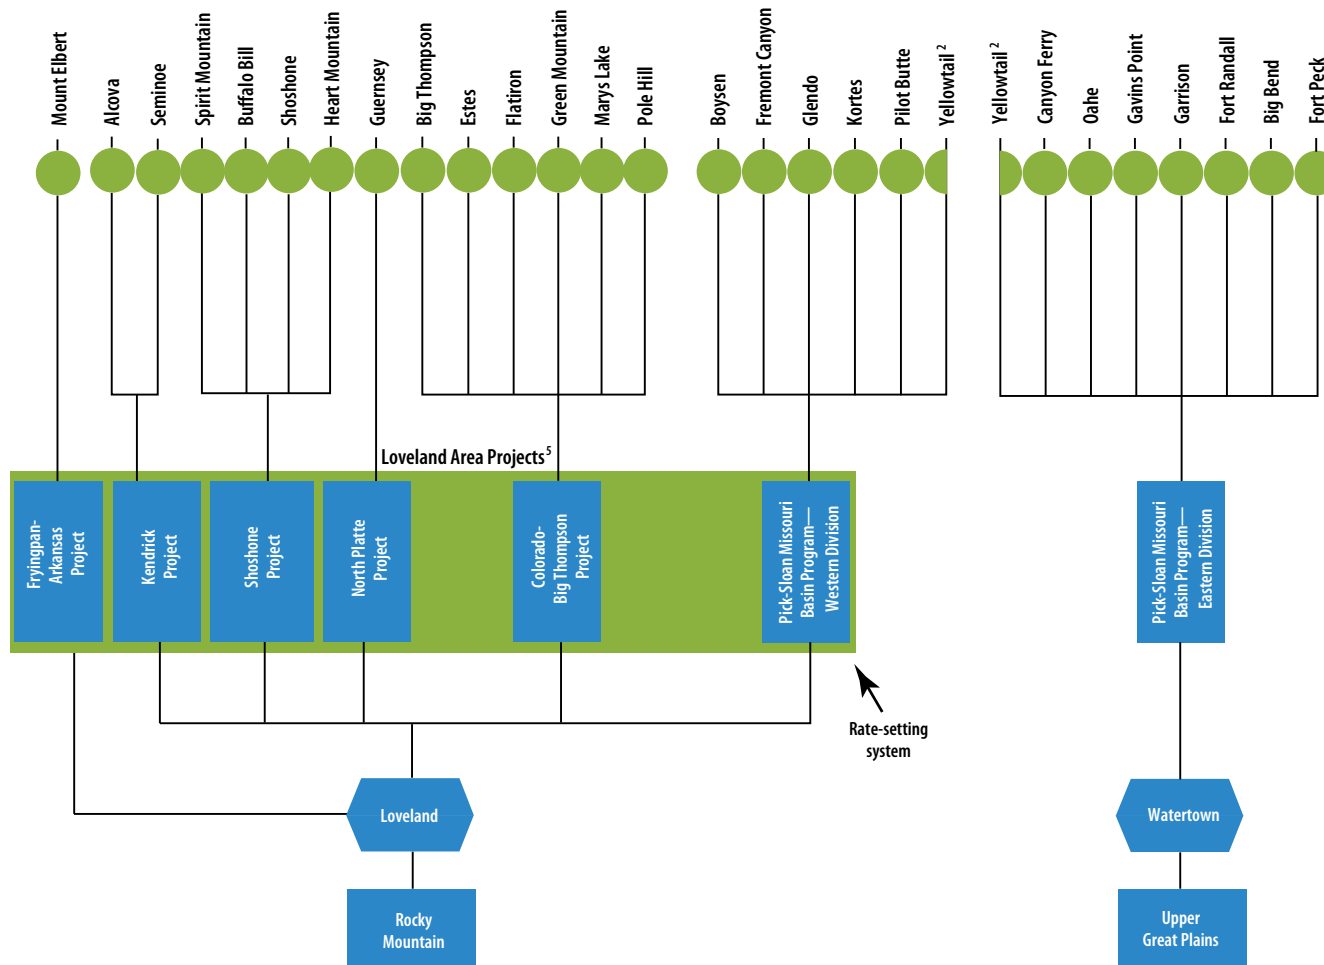 Mount Elbert
Alcova
Seminoe
Spirit Mountain
Buffalo Bill
Shoshone
Heart Mountain
Guernsey
Big Thompson
Estes
Flatiron
Green Mountain
Marys Lake
Pole Hill
Boysen
Fremont Canyon
Glendo
Kortes
Pilot Butte
Yellowtail 2
Yellowtail 2
Canyon Ferry
Oahe
Gavins Point
Garrison
Fort Randall
Big Bend
Fort Peck
Loveland Area Projects5
Fryingpan-
Arkansas
Project
Kendrick
Project
Shoshone
Project
North Platte
Project
Colorado-
Big Thompson
Project
Pick-Sloan Missouri
Basin Program—
Western Division
Pick-Sloan Missouri
Basin Program—
Eastern Division
Rate-setting
system
Loveland
Watertown
Rocky
Mountain
Upper
Great Plains